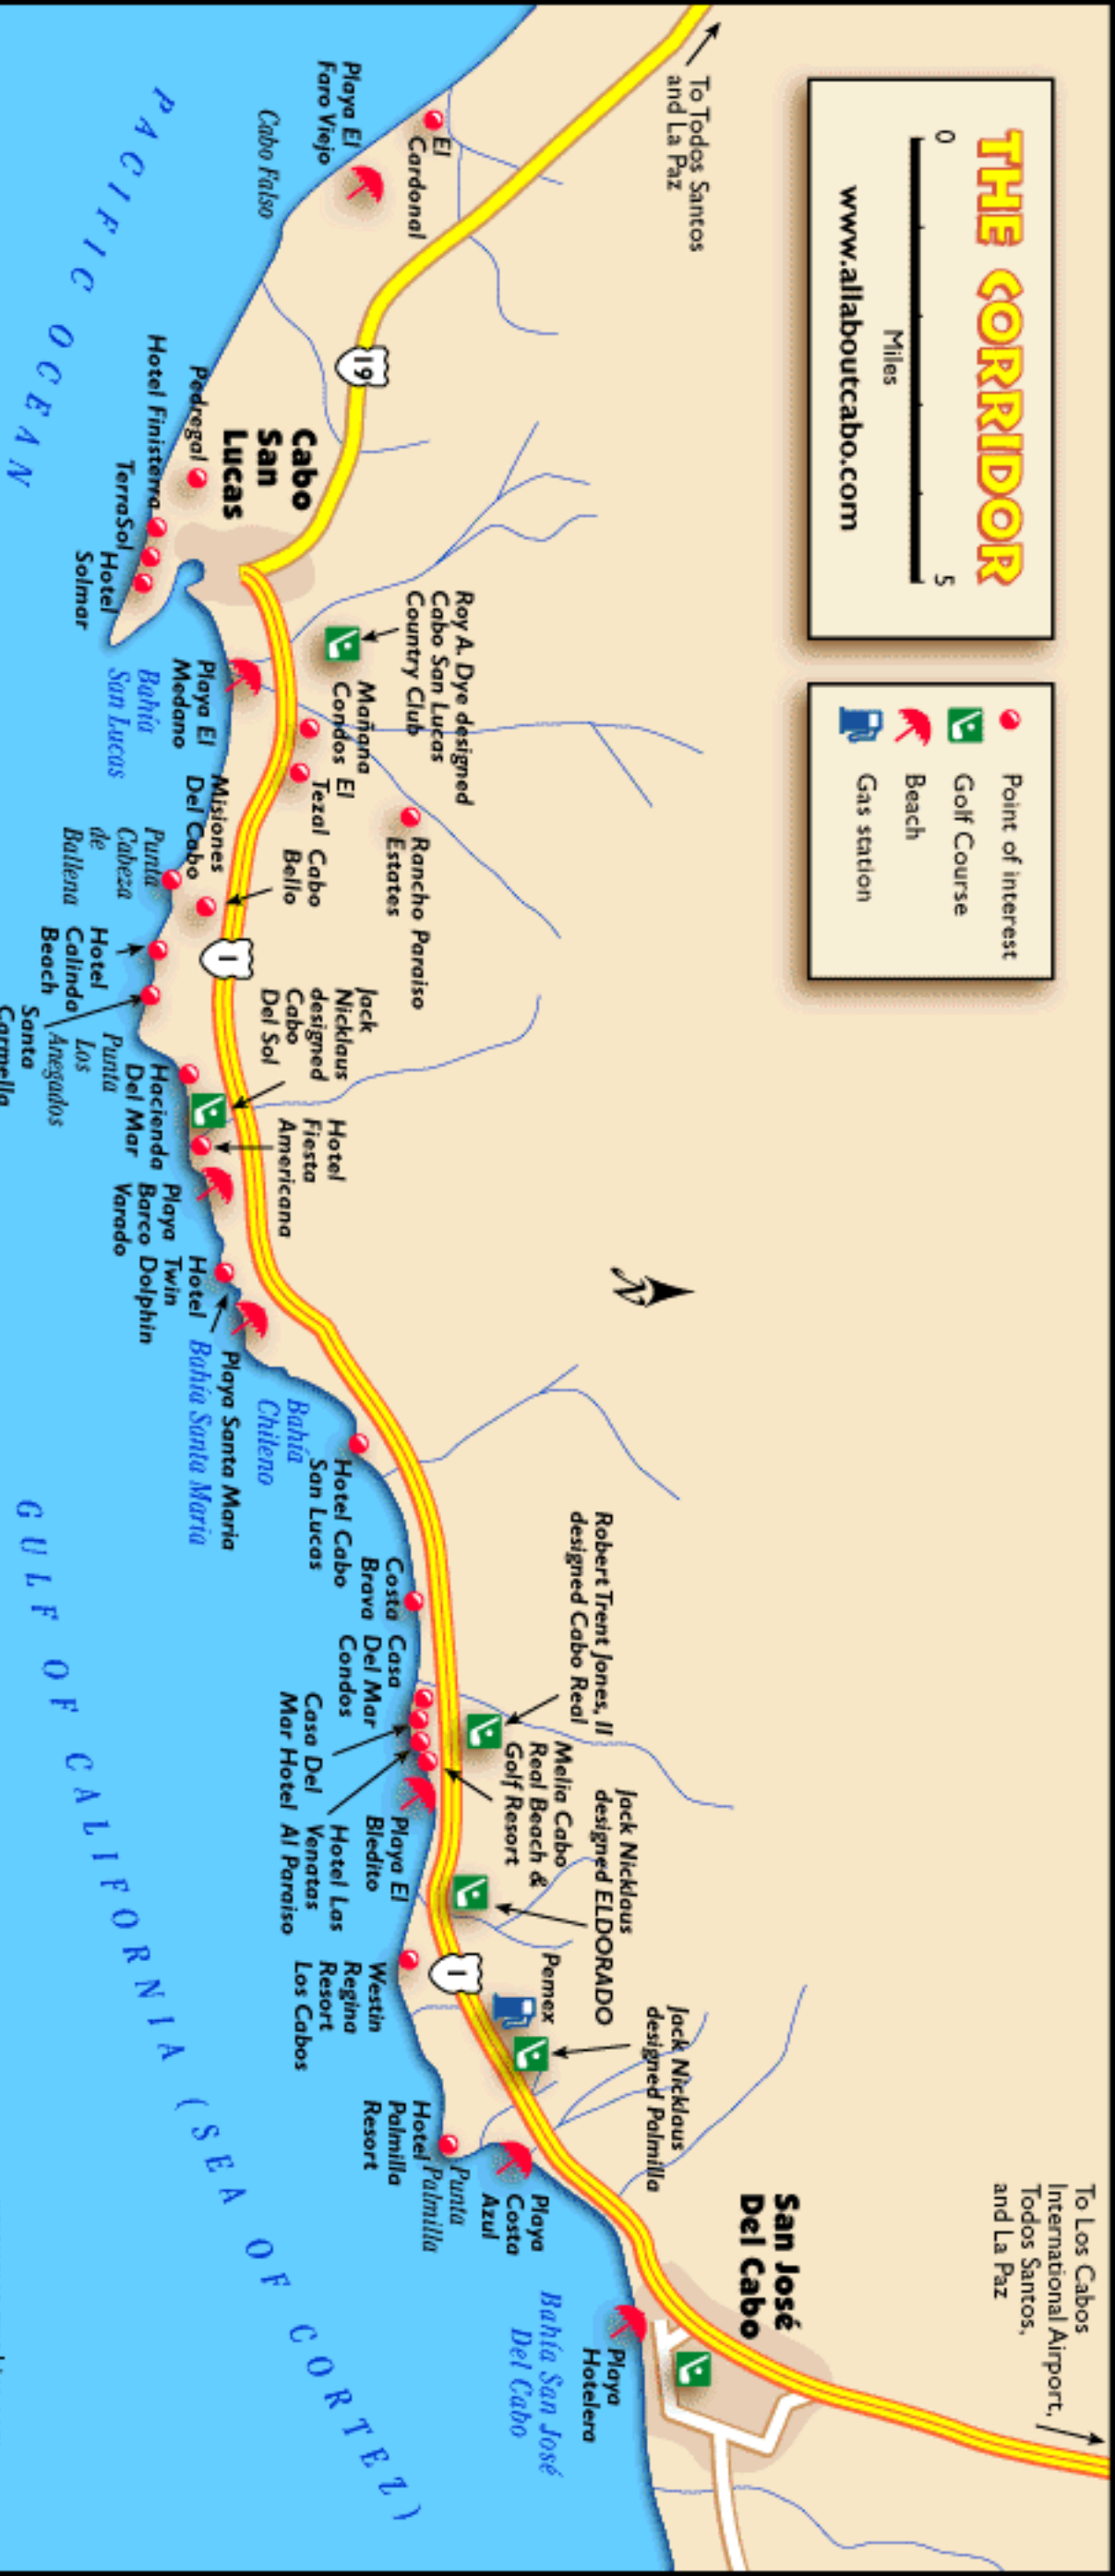 THE CORRIDOR
0
5
Miles
www.allaboutcabo.com
Point of interest
Golf Course
Beach
Gas station
To Todos Santos
and La Paz
To Los Cabos
International Airport,
Todos Santos,
and La Paz
El
Cardonal
Playa El
Faro Viejo
Cabo Falso
PACIFIC OCEAN
19
Cabo
San
Lucas
Pedregal
Hotel Finisterra
TerraSol
Hotel
Solmar
Roy A. Dye designed
Cabo San Lucas
Country Club
Mañana
Condos
El
Tezal
Rancho Paraiso
Estates
Playa El
Medano
Bahía
San Lucas
Misiones
Del Cabo
Cabo
Bello
Punta
Cabeza
de
Ballena
1
Hotel
Calinda
Beach
Santa
Carmella
Jack
Nicklaus
designed
Cabo
Del Sol
Punta
Los
Anegados
Hacienda
Del Mar
Hotel
Fiesta
Americana
Playa
Barco
Varado
Hotel
Twin
Dolphin
Playa Santa Maria
Bahía Santa Maria
Bahía
Chileno
Hotel Cabo
San Lucas
Costa
Brava
Robert Trent Jones, II
designed Cabo Real
Casa
Del Mar
Condos
Casa Del
Mar Hotel
Melia Cabo
Real Beach &
Golf Resort
Hotel Las
Venatas
Al Paraiso
Playa El
Bledito
Jack Nicklaus
designed ELDORADO
1
Pemex
Westin
Regina
Resort
Los Cabos
Jack Nicklaus
designed Palmilla
Hotel
Palmilla
Resort
Punta
Palmilla
Playa
Costa
Azul
San José
Del Cabo
Playa
Hotelera
Bahía San José
Del Cabo
GULF OF CALIFORNIA (SEA OF CORTEZ)